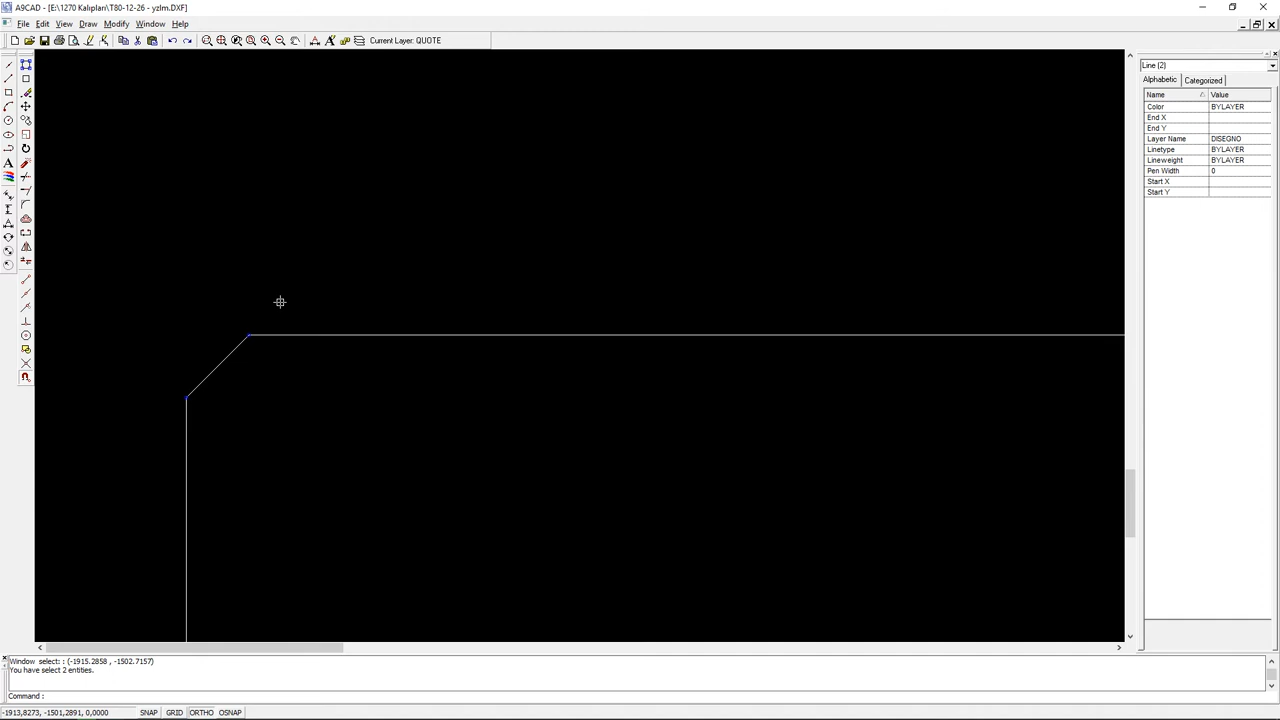 A9CAD - [E:\1270 Kalıpları\T80-12-26 - yzlm.DXF]
File Edit View Draw Modify Window Help
Current Layer: QUOTE
Line (2)
Alphabetic Categorized
Name Value
Color BYLAYER
End X
End Y
Layer Name DISEGNO
Linetype BYLAYER
Lineweight BYLAYER
Pen Width 0
Start X
Start Y
Window select: : (-1915.2858 , -1502.7157)
You have select 2 entities.
Command :
-1913,8273, -1501,2891, 0,0000 SNAP GRID ORTHO OSNAP